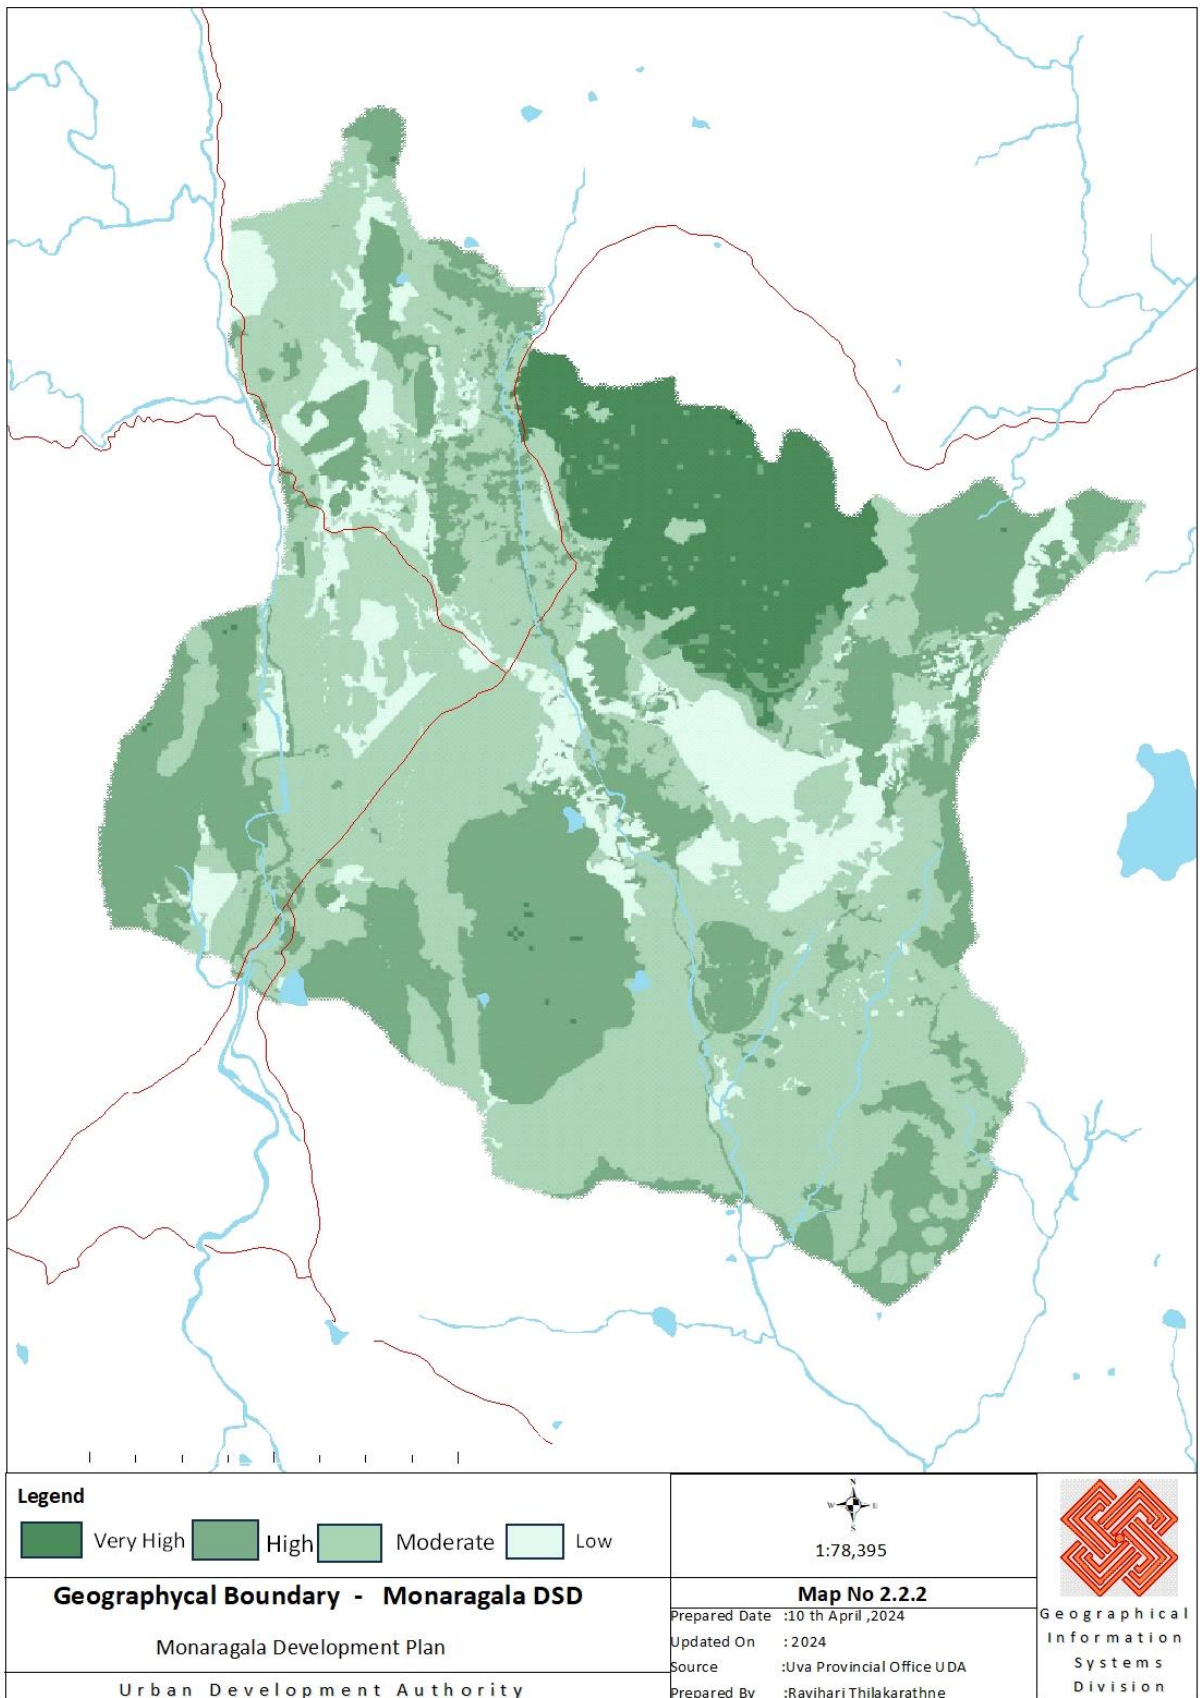 Legend
Very High High Moderate Low
Geographycal Boundary - Monaragala DSD
Monaragala Development Plan
Urban Development Authority
N
W E
S
1:78,395
Map No 2.2.2
Prepared Date :10 th April ,2024
Updated On : 2024
Source :Uva Provincial Office UDA
Prepared By :Ravihari Thilakarathne
Geographical
Information
Systems
Division